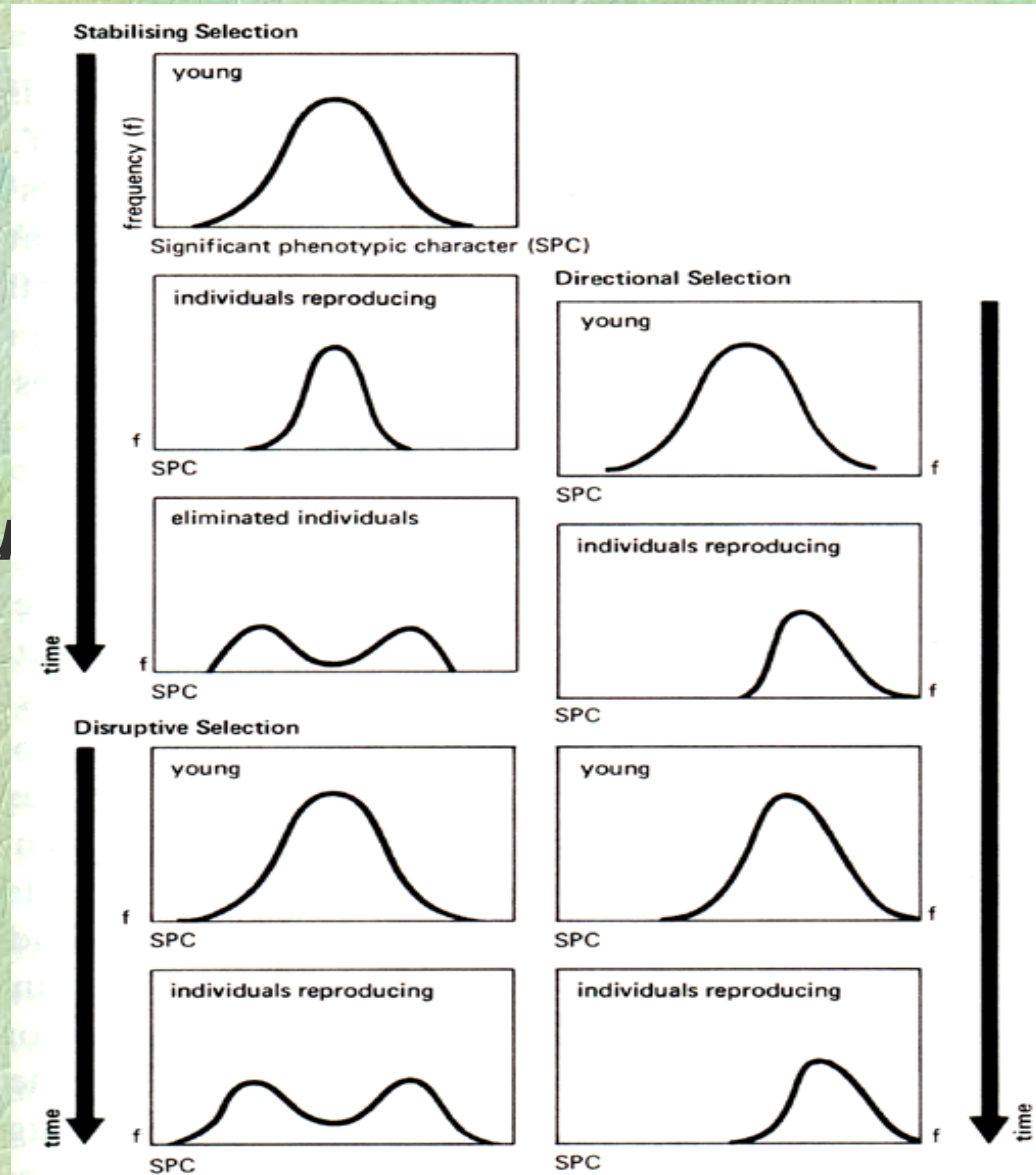 Stabilising Selection
young
frequency (f)
Significant phenotypic character (SPC)
individuals reproducing
f
SPC
eliminated individuals
f
SPC
time
Disruptive Selection
young
f
SPC
individuals reproducing
f
SPC
time
Directional Selection
young
f
SPC
individuals reproducing
f
SPC
young
f
SPC
individuals reproducing
f
SPC
time